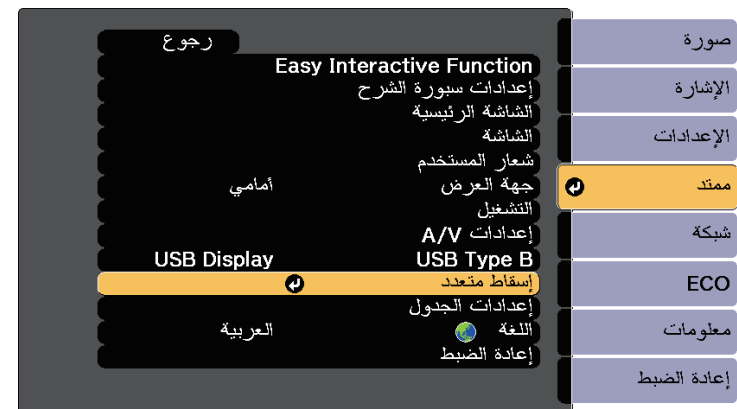 رجوع
Easy Interactive Function
إعدادات سبورة الشرح
الشاشة الرئيسية
الشاشة
شعار المستخدم
جهة العرض أمامي
التشغيل
إعدادات A/V
USB Type B USB Display
إسقاط متعدد
إعدادات الجدول
اللغة العربية
إعادة الضبط
صورة
الإشارة
الإعدادات
ممتد
شبكة
ECO
معلومات
إعادة الضبط